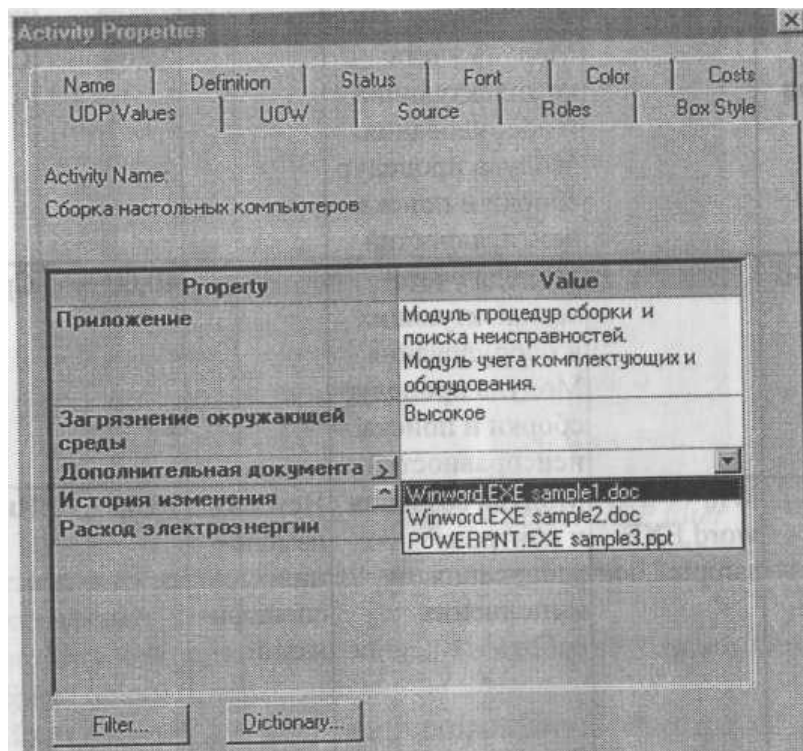 Activity Properties
Name Definition Status Font Color Costs
UDP Values UOW Source Roles Box Style
Activity Name:
Сборка настольных компьютеров
Property Value
Приложение Модуль процедур сборки и
поиска неисправностей.
Модуль учета комплектующих и
оборудования.
Загрязнение окружающей Высокое
среды
Дополнительная документа >
История изменения Winword.EXE sample1.doc
Расход электроэнергии Winword.EXE sample2.doc
POWERPNT.EXE sample3.ppt
Filter... Dictionary...